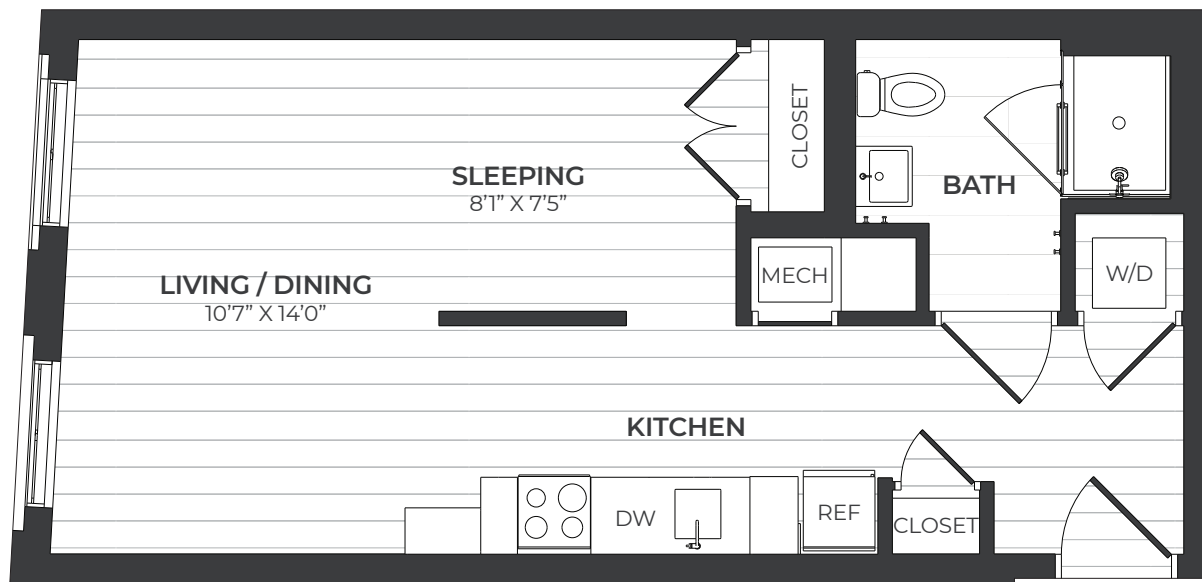 CLOSET
SLEEPING
8'1" X 7'5"
BATH
MECH
W/D
LIVING / DINING
10'7" X 14'0"
KITCHEN
DW
REF
CLOSET